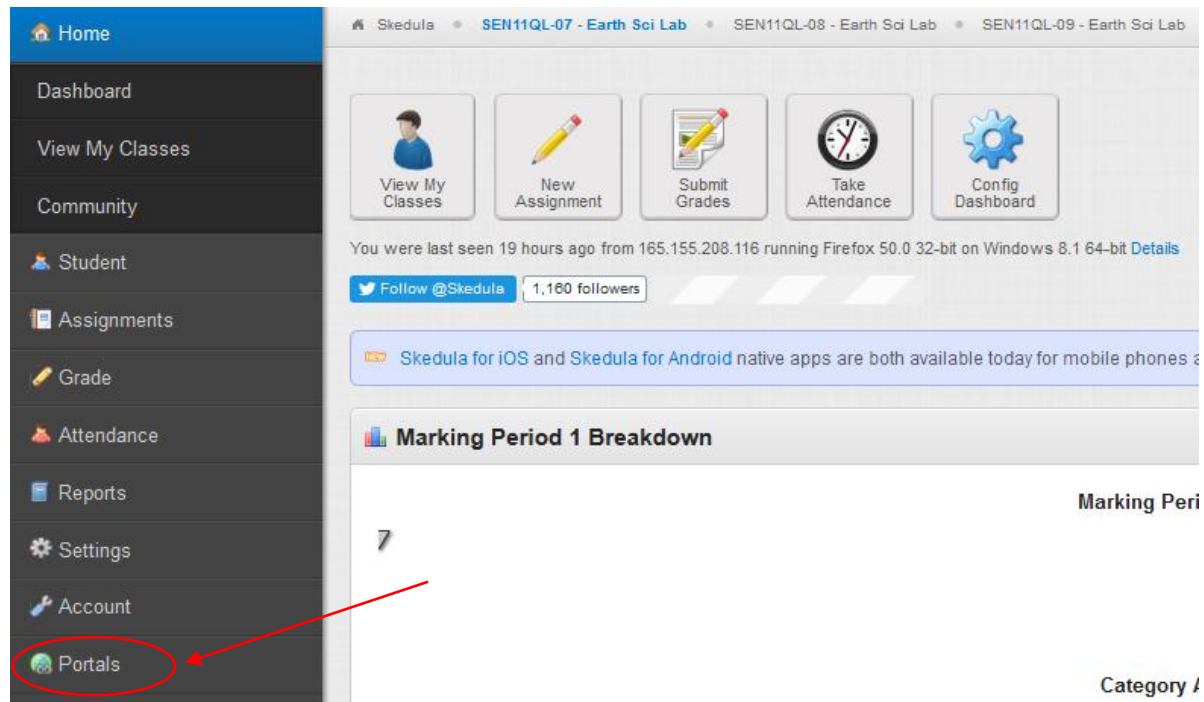 Home
Dashboard
View My Classes
Community
Student
Assignments
Grade
Attendance
Reports
Settings
Account
Portals
Skedula SEN11QL-07 - Earth Sci Lab SEN11QL-08 - Earth Sci Lab SEN11QL-09 - Earth Sci Lab
View My
Classes
New
Assignment
Submit
Grades
Take
Attendance
Config
Dashboard
You were last seen 19 hours ago from 165.155.208.116 running Firefox 50.0 32-bit on Windows 8.1 64-bit Details
Follow @Skedula 1,160 followers
Skedula for iOS and Skedula for Android native apps are both available today for mobile phones a
Marking Period 1 Breakdown
Marking Peri
7
Category A